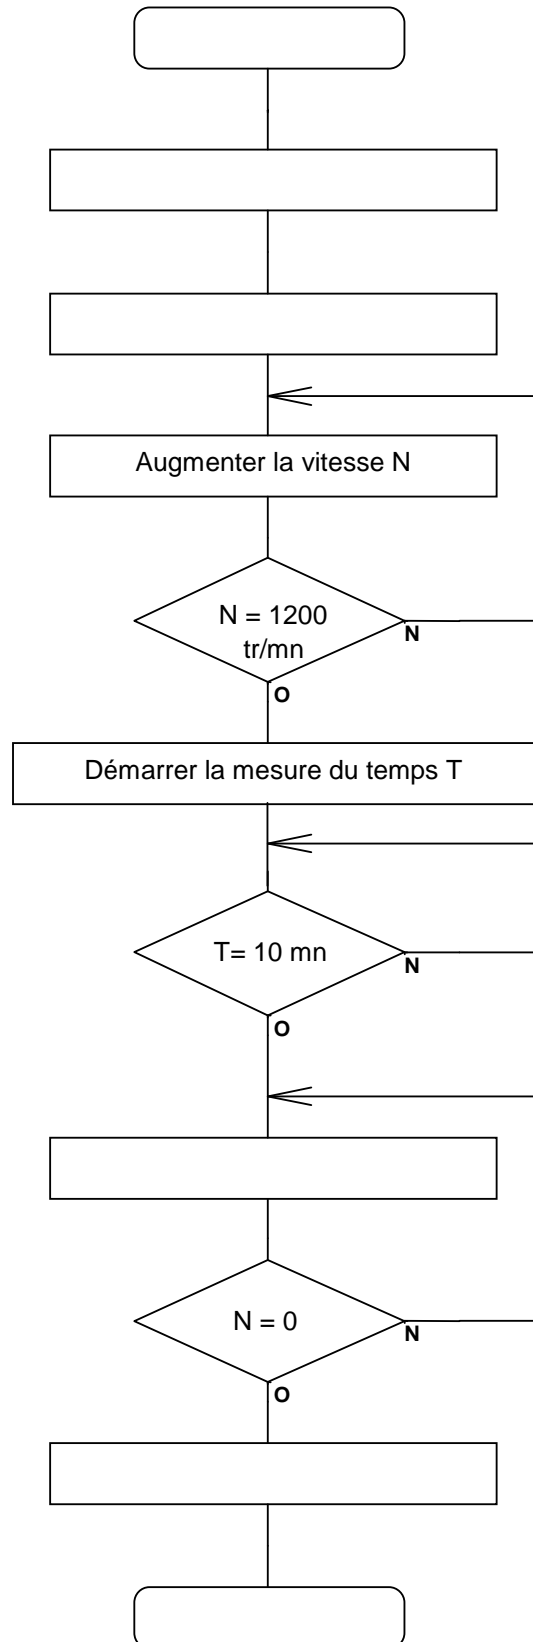 Augmenter la vitesse N
N = 1200
tr/mn
N
O
Démarrer la mesure du temps T
T= 10 mn
N
O
N = 0
N
O